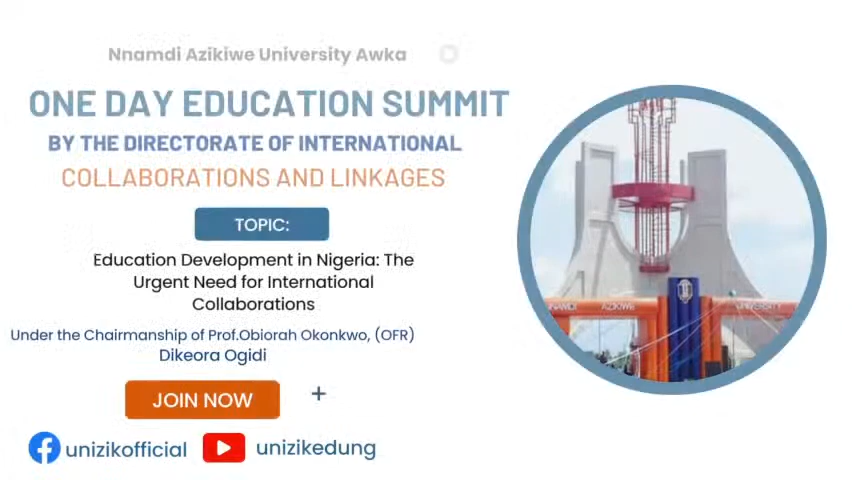 Nnamdi Azikiwe University Awka
ONE DAY EDUCATION SUMMIT
BY THE DIRECTORATE OF INTERNATIONAL
COLLABORATIONS AND LINKAGES
TOPIC:
Education Development in Nigeria: The
Urgent Need for International
Collaborations
Under the Chairmanship of Prof.Obiorah Okonkwo, (OFR)
Dikeora Ogidi
JOIN NOW
unizikofficial
unizikedung
AZIKIWE UNIVERSITY